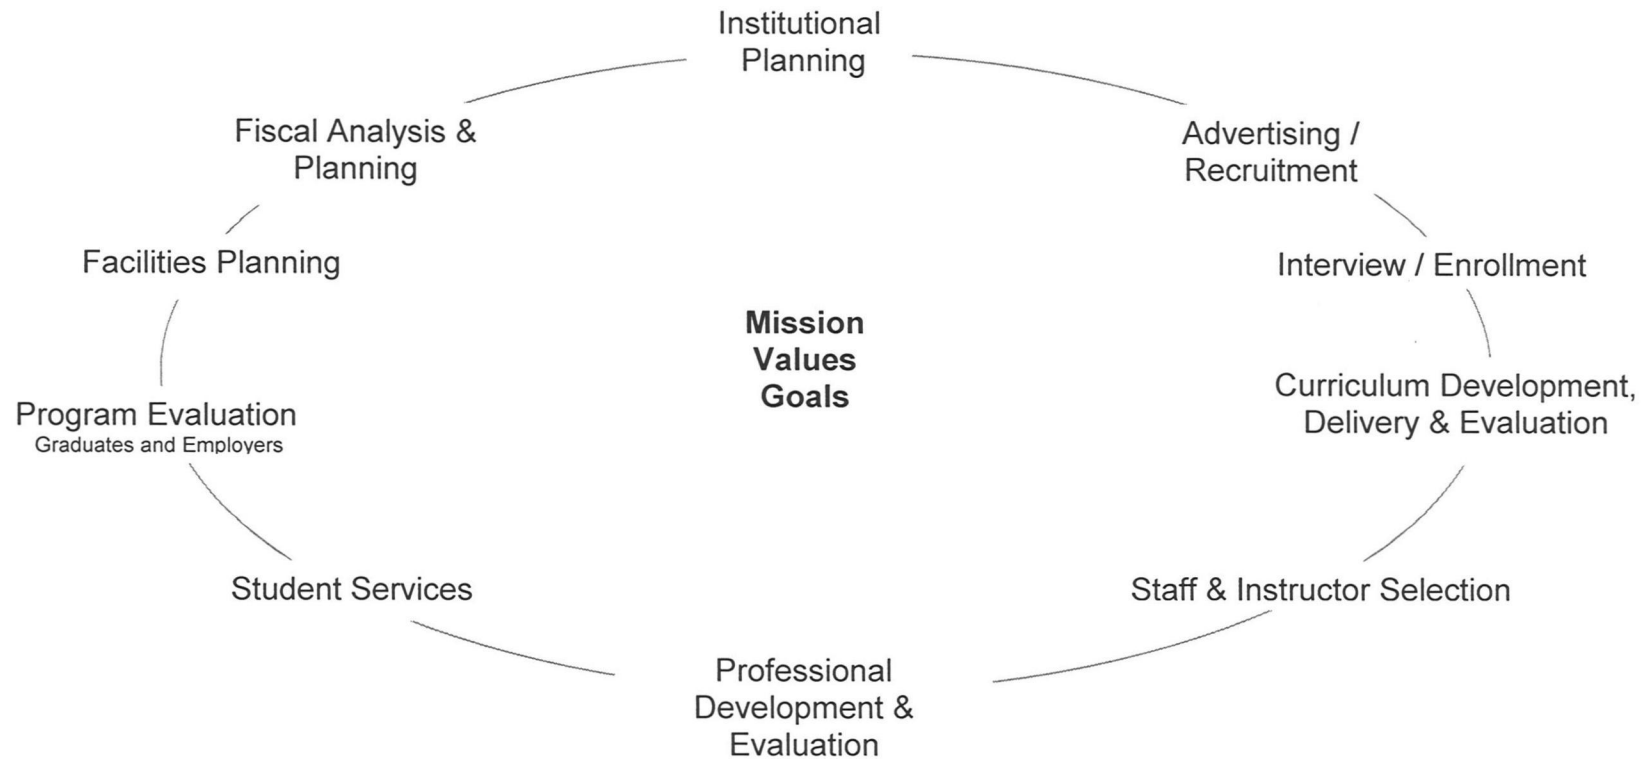 Institutional
Planning
Advertising /
Recruitment
Interview / Enrollment
Curriculum Development,
Delivery & Evaluation
Staff & Instructor Selection
Professional
Development &
Evaluation
Student Services
Program Evaluation
Graduates and Employers
Facilities Planning
Fiscal Analysis &
Planning
Mission
Values
Goals